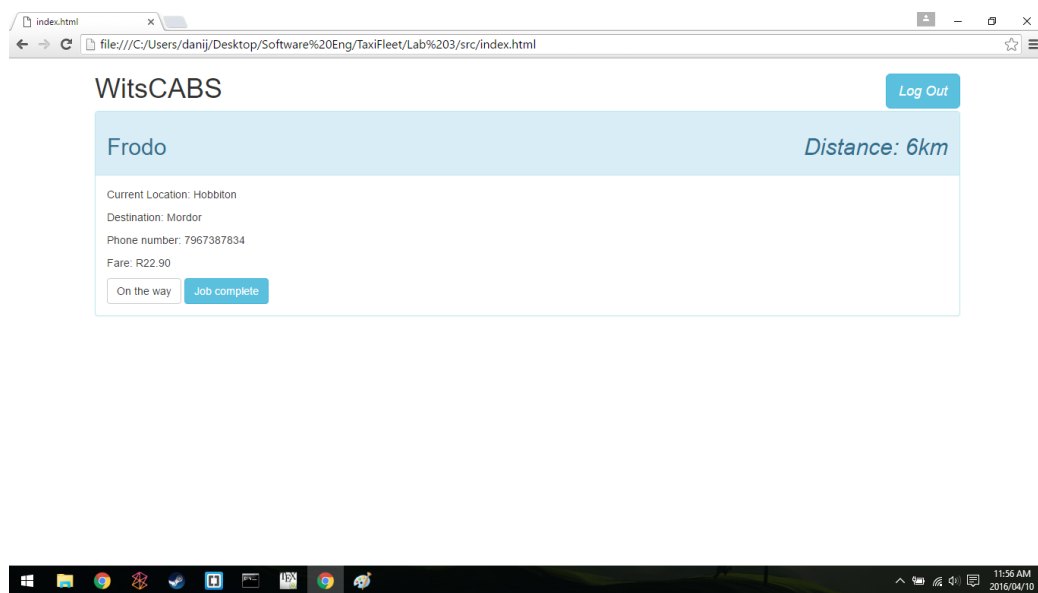 index.html
file:///C:/Users/danij/Desktop/Software%20Eng/TaxiFleet/Lab%203/src/index.html
WitsCABS
Log Out
Frodo
Distance: 6km
Current Location: Hobbiton
Destination: Mordor
Phone number: 7967387834
Fare: R22.90
On the way
Job complete
TEX
11:56 AM
2016/04/10